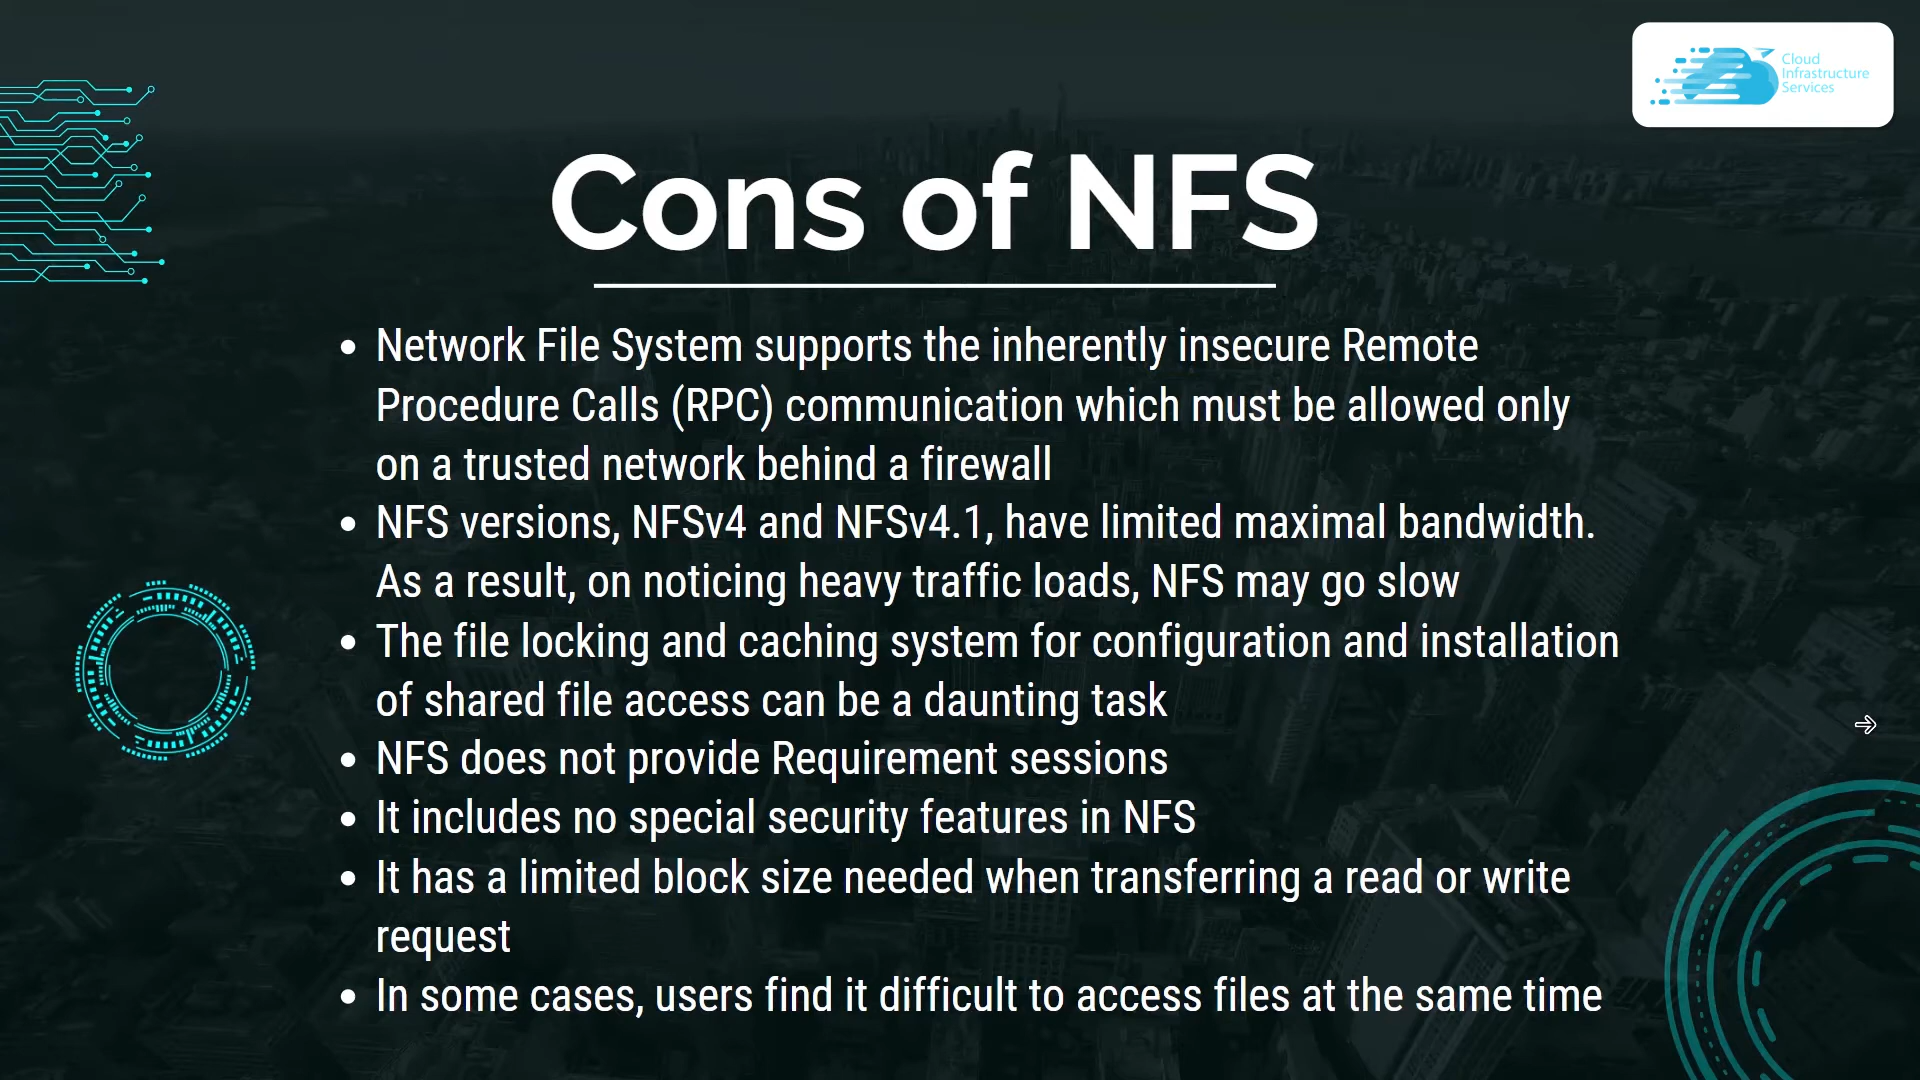 Cloud
Infrastructure
Services
Cons of NFS
• Network File System supports the inherently insecure Remote
Procedure Calls (RPC) communication which must be allowed only
on a trusted network behind a firewall
• NFS versions, NFSv4 and NFSv4.1, have limited maximal bandwidth.
As a result, on noticing heavy traffic loads, NFS may go slow
• The file locking and caching system for configuration and installation
of shared file access can be a daunting task
• NFS does not provide Requirement sessions
• It includes no special security features in NFS
• It has a limited block size needed when transferring a read or write
request
• In some cases, users find it difficult to access files at the same time